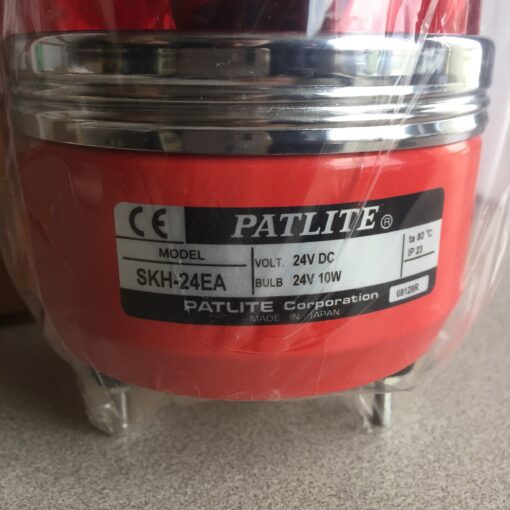 CE PATLITE®
ta 60 °C
IP 23
MODEL
SKH-24EA
VOLT. 24V DC
BULB 24V 10W
PATLITE Corporation
08129R
MADE IN JAPAN